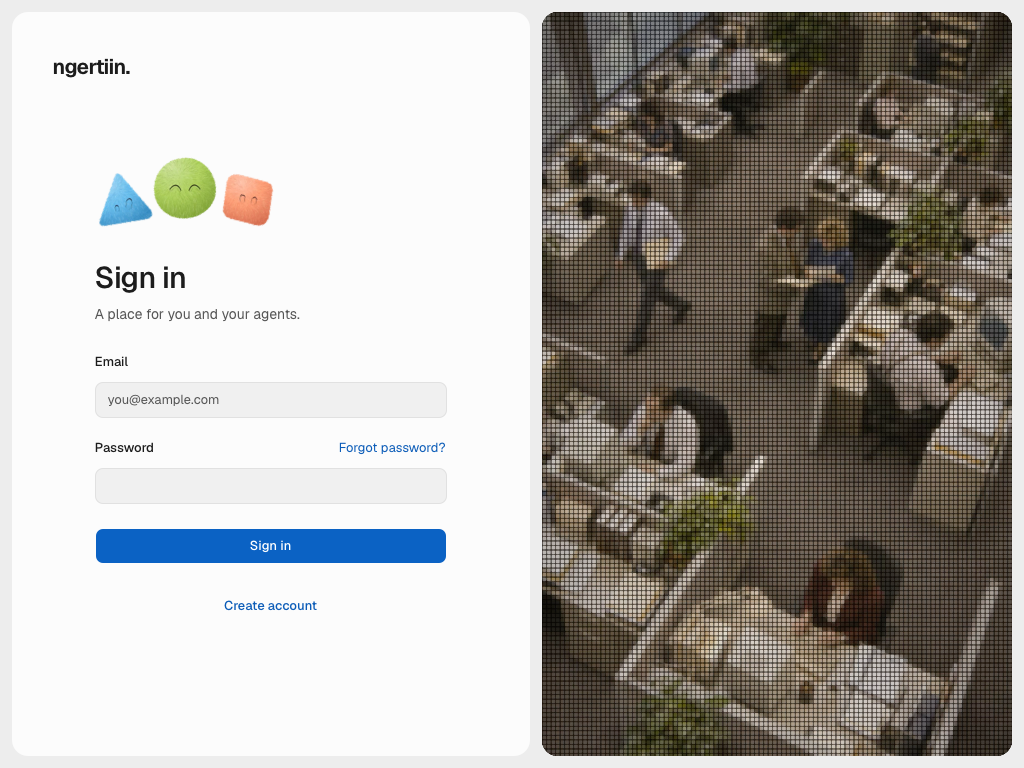 ngertiin.
Sign in
A place for you and your agents.
Email
you@example.com
Password Forgot password?
Sign in
Create account